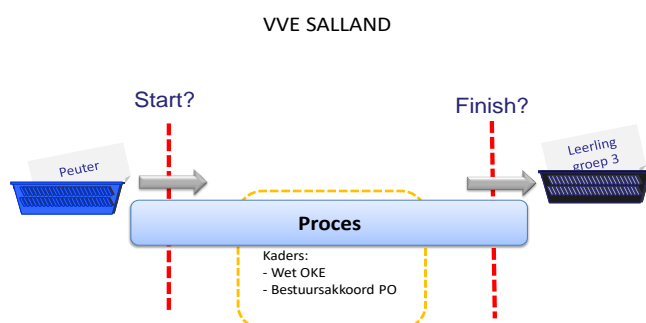 VVE SALLAND
Start?
Finish?
Peuter
Leerling
groep 3
Proces
Kaders:
- Wet OKE
- Bestuursakkoord PO